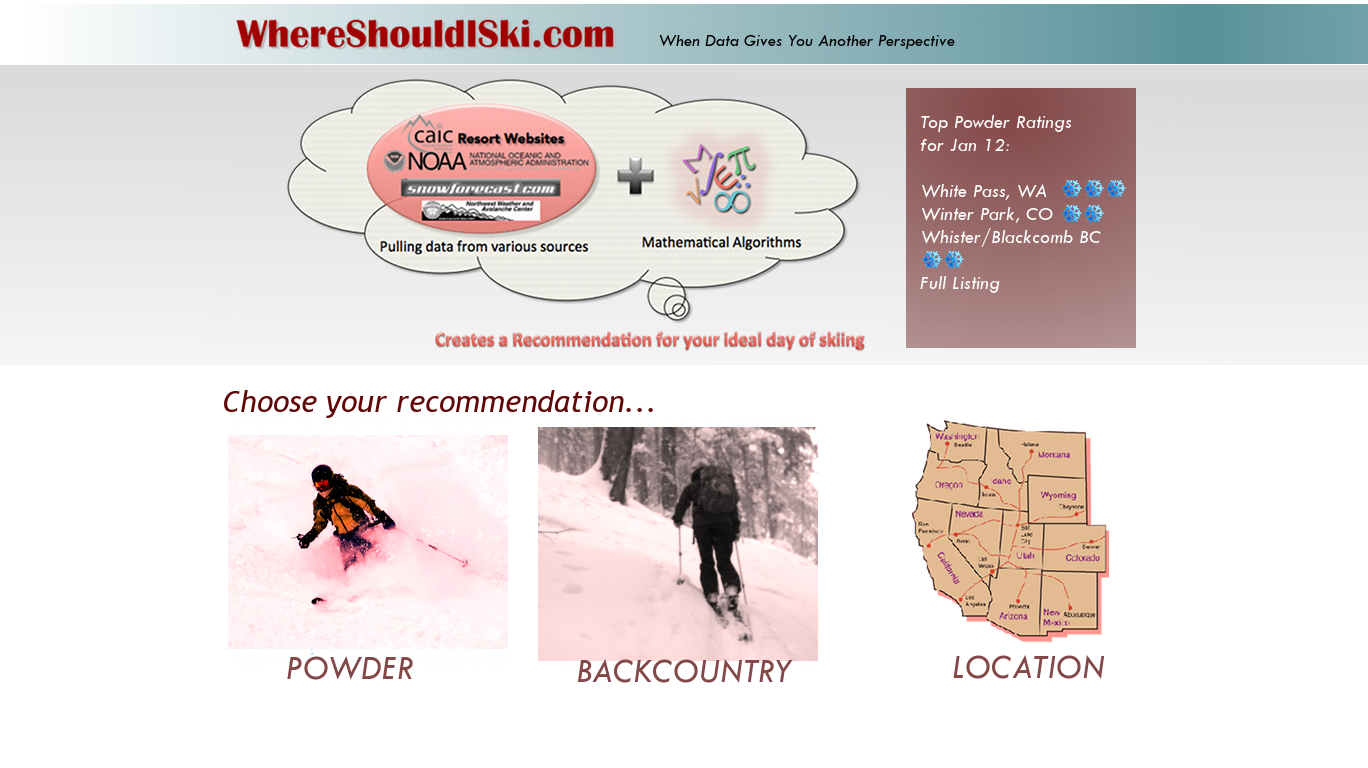 WhereShouldISki.com
When Data Gives You Another Perspective
caic Resort Websites
NOAA NATIONAL OCEANIC AND
ATMOSPHERIC ADMINISTRATION
snowforecast.com
Northwest Weather and
Avalanche Center
Pulling data from various sources
Mathematical Algorithms
Creates a Recommendation for your ideal day of skiing
Top Powder Ratings
for Jan 12:
White Pass, WA
Winter Park, CO
Whister/Blackcomb BC
Full Listing
Choose your recommendation...
POWDER
BACKCOUNTRY
Washington
Seattle
Helena
Montana
Oregon
Idaho
Boise
Wyoming
Cheyenne
Nevada
San
Francisco
Reno
Salt
Lake
City
Denver
Utah
Colorado
Las
Vegas
California
Los
Angeles
Phoenix
Arizona
New
Mexico
Albuquerque
LOCATION